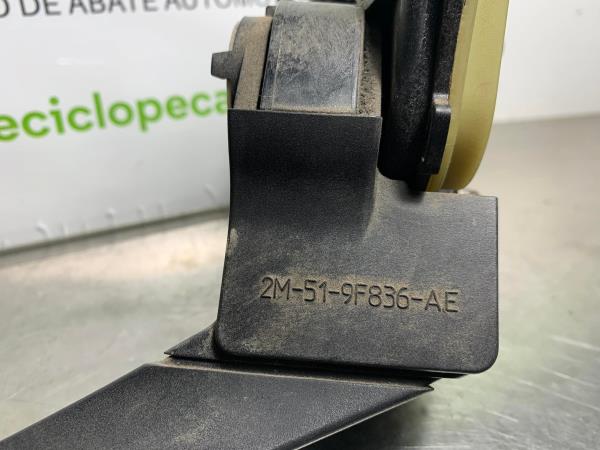 O DE ABATE AUTOMO
eciclopeca
2M-51-9F836-AE